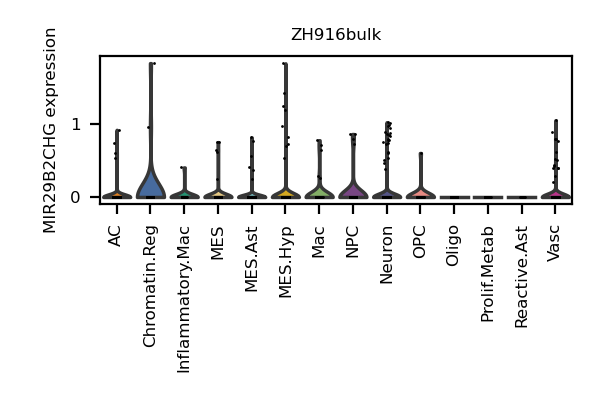 ZH916bulk
MIR29B2CHG expression
1
0
AC
Chromatin.Reg
Inflammatory.Mac
MES
MES.Ast
MES.Hyp
Mac
NPC
Neuron
OPC
Oligo
Prolif.Metab
Reactive.Ast
Vasc